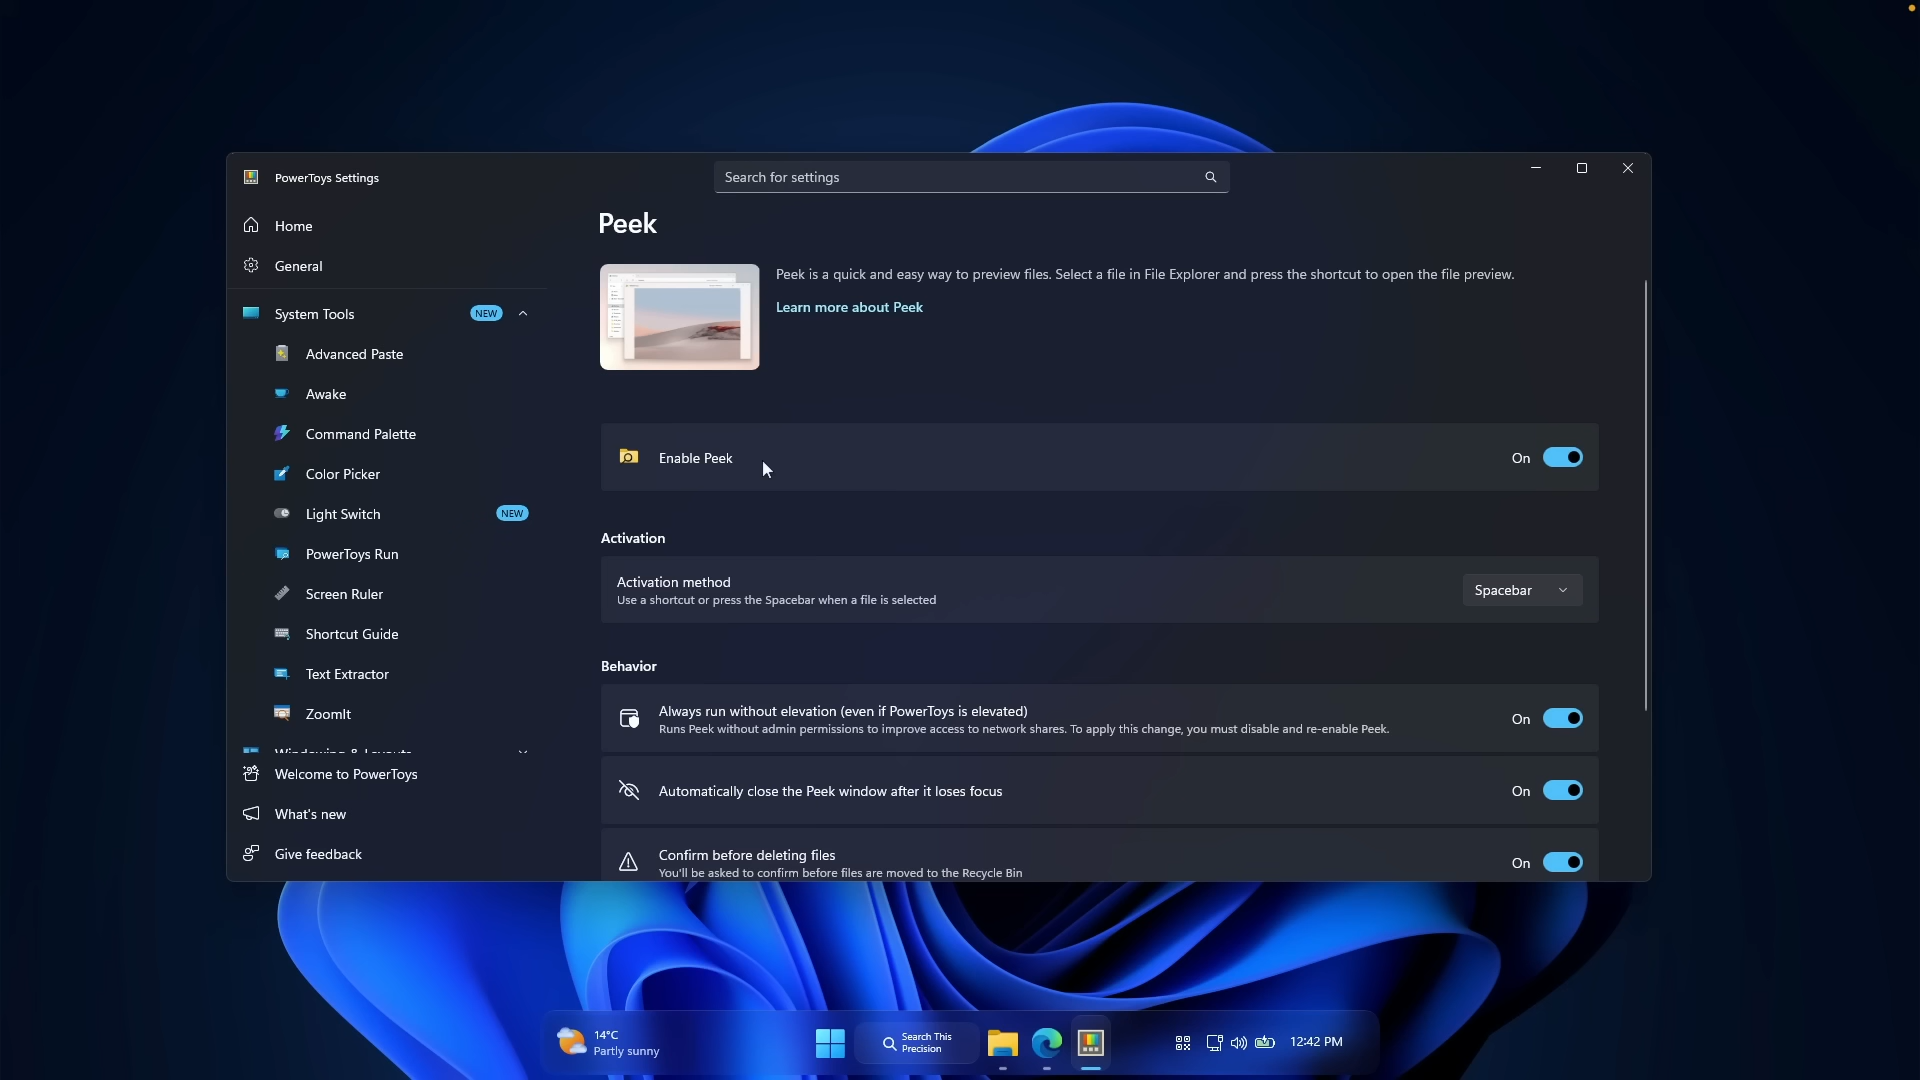 PowerToys Settings
Search for settings
Home
General
System Tools
NEW
Advanced Paste
Awake
Command Palette
Color Picker
Light Switch
NEW
PowerToys Run
Screen Ruler
Shortcut Guide
Text Extractor
ZoomIt
Windowing & Layouts
Welcome to PowerToys
What's new
Give feedback
Peek
Peek is a quick and easy way to preview files. Select a file in File Explorer and press the shortcut to open the file preview.
Learn more about Peek
Enable Peek
On
Activation
Activation method
Use a shortcut or press the Spacebar when a file is selected
Spacebar
Behavior
Always run without elevation (even if PowerToys is elevated)
Runs Peek without admin permissions to improve access to network shares. To apply this change, you must disable and re-enable Peek.
On
Automatically close the Peek window after it loses focus
On
Confirm before deleting files
You'll be asked to confirm before files are moved to the Recycle Bin
On
14°C
Partly sunny
Search This
Precision
12:42 PM